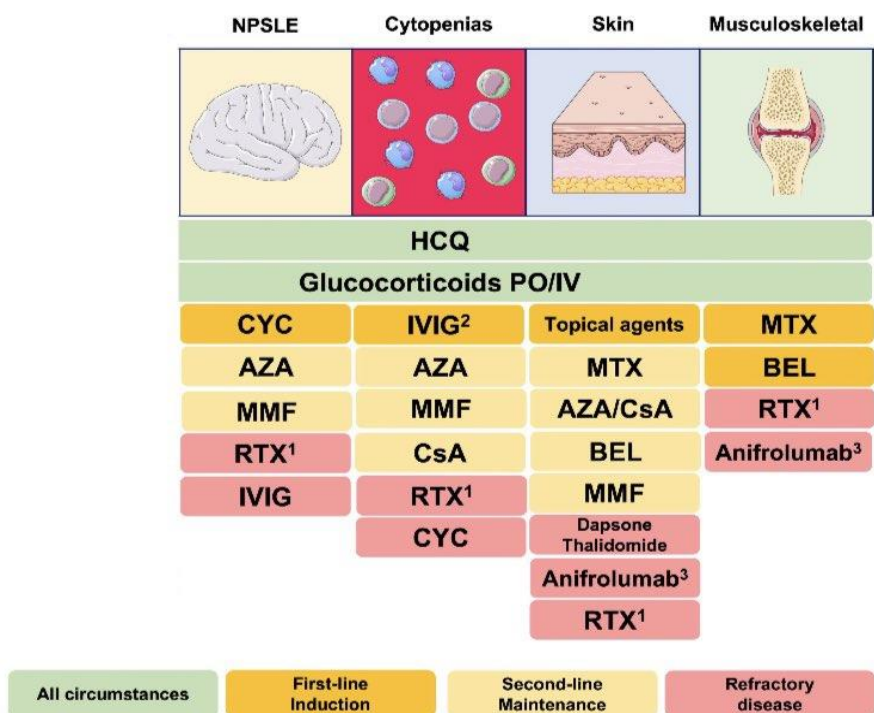 NPSLE Cytopenias Skin Musculoskeletal
HCQ
Glucocorticoids PO/IV
CYC IVIG² Topical agents MTX
AZA AZA MTX BEL
MMF MMF AZA/CsA RTX¹
RTX¹ CsA BEL Anifrolumab³
IVIG RTX¹ MMF
CYC Dapsone
Thalidomide
Anifrolumab³
RTX¹
All circumstances First-line Second-line Refractory
Induction Maintenance disease